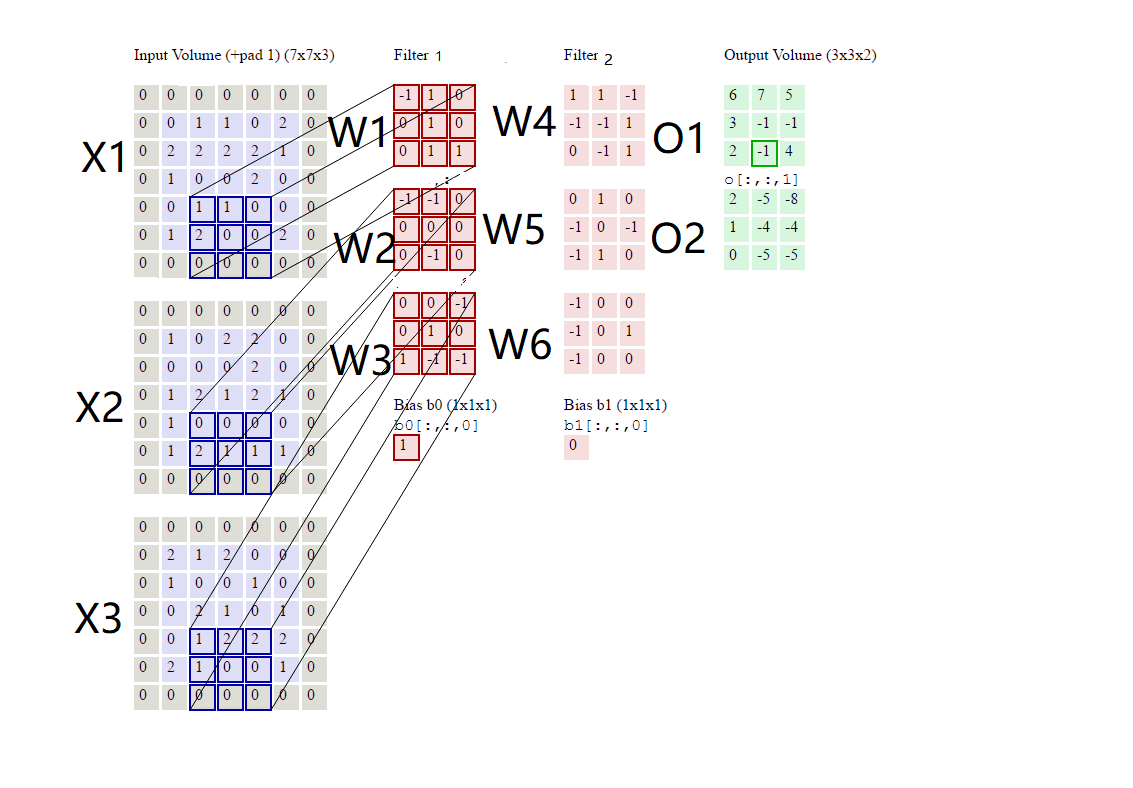 Input Volume (+pad 1) (7x7x3)
X1
0 0 0 0 0 0 0
0 0 1 1 0 2 0
0 2 2 2 2 1 0
0 1 0 0 2 0 0
0 0 1 1 0 0 0
0 1 2 0 0 2 0
0 0 0 0 0 0 0
X2
0 0 0 0 0 0 0
0 1 0 2 2 0 0
0 0 0 0 2 0 0
0 1 2 1 2 1 0
0 1 0 0 0 0 0
0 1 2 1 1 1 0
0 0 0 0 0 0 0
X3
0 0 0 0 0 0 0
0 2 1 2 0 0 0
0 1 0 0 1 0 0
0 0 2 1 0 1 0
0 0 1 2 2 2 0
0 2 1 0 0 1 0
0 0 0 0 0 0 0
Filter 1
W1
-1 1 0
0 1 0
0 1 1
W2
-1 -1 0
0 0 0
0 -1 0
W3
0 0 -1
0 1 0
1 -1 -1
Bias b0 (1x1x1)
b0[:,:,0]
1
Filter 2
W4
1 1 -1
-1 -1 1
0 -1 1
W5
0 1 0
-1 0 -1
-1 1 0
W6
-1 0 0
-1 0 1
-1 0 0
Bias b1 (1x1x1)
b1[:,:,0]
0
Output Volume (3x3x2)
O1
6 7 5
3 -1 -1
2 -1 4
o[:,:,1]
O2
2 -5 -8
1 -4 -4
0 -5 -5